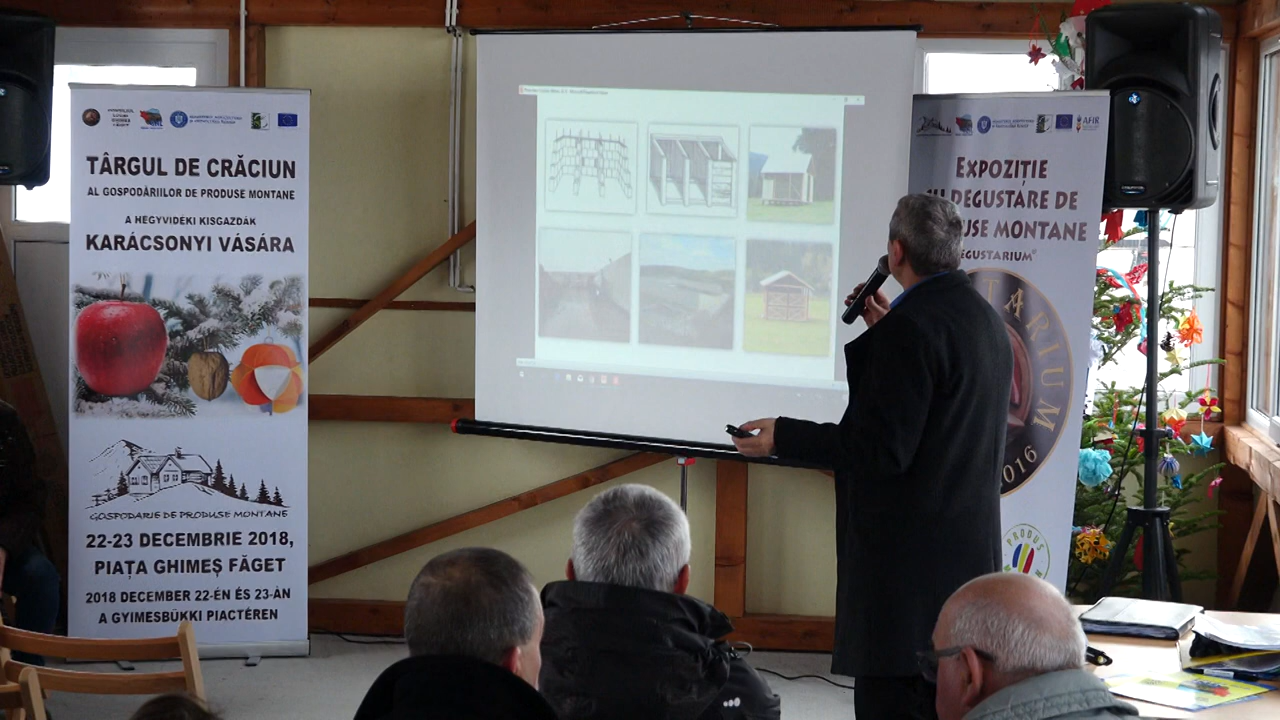 TÂRGUL DE CRĂCIUN
AL GOSPODĂRIILOR DE PRODUSE MONTANE
A HEGYVIDEKI KISGAZDÁK
KARÁCSONYI VÁSÁRA
GOSPODARIE DE PRODUSE MONTANE
22-23 DECEMBRIE 2018,
PIAȚA GHIMEȘ FĂGET
2018 DECEMBER 22-ÉN ÉS 23-ÁN
A GYIMESBÜKKI PIACTÉREN
AFIR
EXPOZIȚIE
DEGUSTARE DE
MONTANE
TARIUM
2016
PRODUS